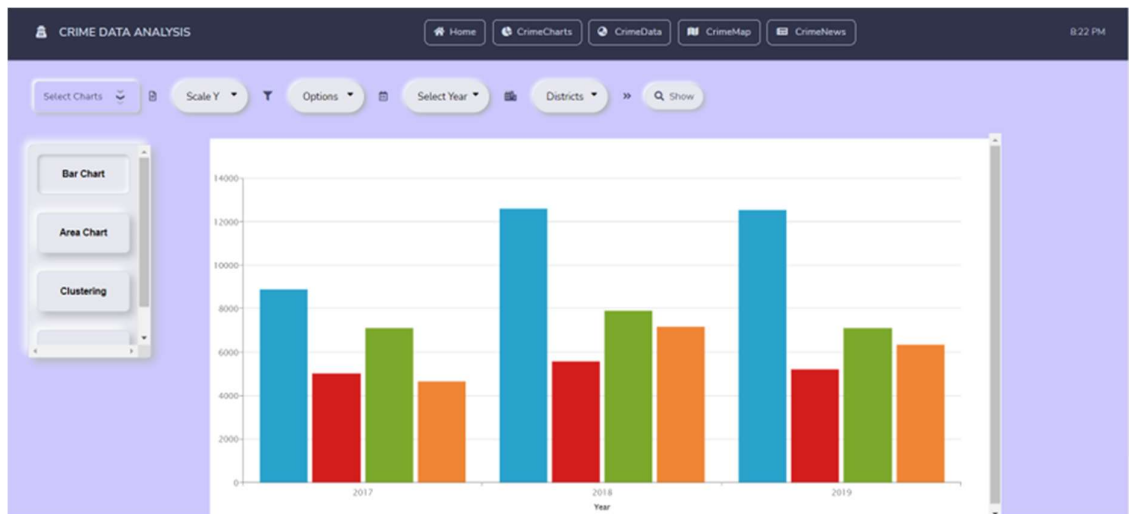 CRIME DATA ANALYSIS
Home CrimeCharts CrimeData CrimeMap CrimeNews
8:22 PM
Select Charts Scale Y Options Select Year Districts » Show
Bar Chart
Area Chart
Clustering
14000
12000
10000
8000
6000
4000
2000
0
2017 2018 2019
Year